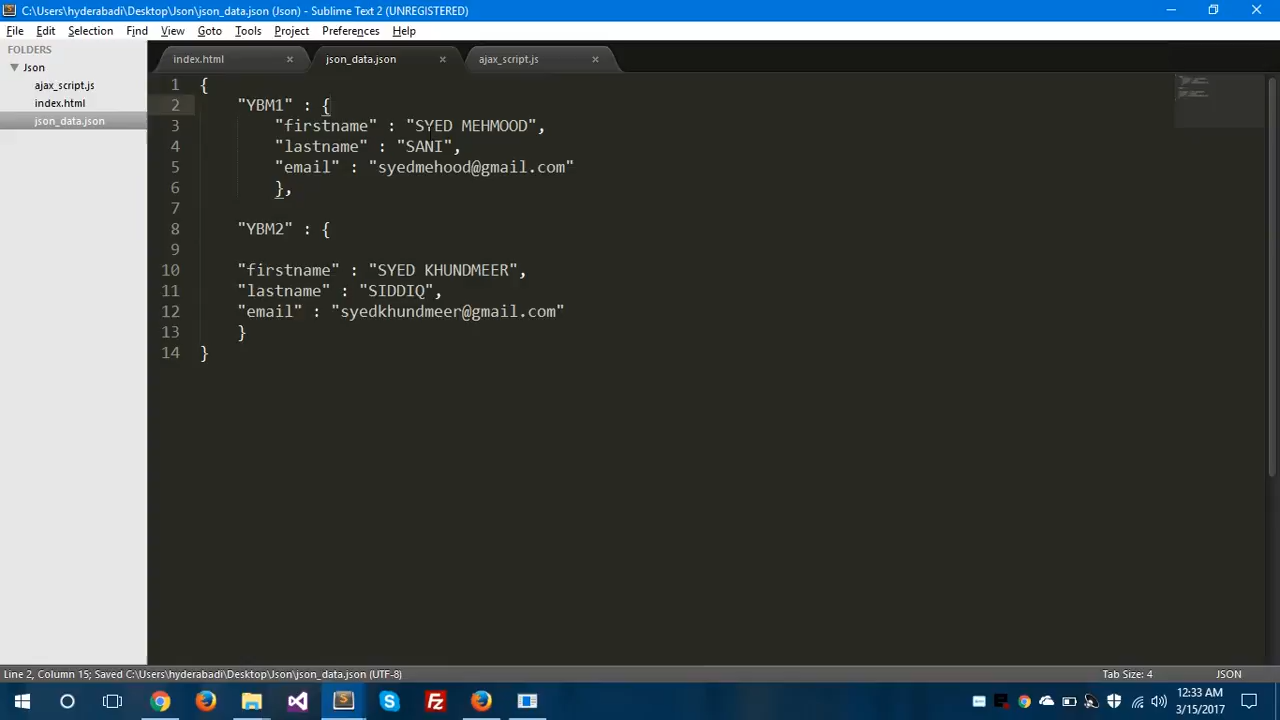 C:\Users\hyderabadi\Desktop\Json\json_data.json (Json) - Sublime Text 2 (UNREGISTERED)
File Edit Selection Find View Goto Tools Project Preferences Help
FOLDERS
Json
ajax_script.js
index.html
json_data.json
index.html × json_data.json × ajax_script.js ×
1 {
2 "YBM1" : {
3 "firstname" : "SYED MEHMOOD",
4 "lastname" : "SANI",
5 "email" : "syedmehood@gmail.com"
6 },
7
8 "YBM2" : {
9
10 "firstname" : "SYED KHUNDMEER",
11 "lastname" : "SIDDIQ",
12 "email" : "syedkhundmeer@gmail.com"
13 }
14 }
Line 2, Column 15; Saved C:\Users\hyderabadi\Desktop\Json\json_data.json (UTF-8) Tab Size: 4 JSON
12:33 AM
3/15/2017